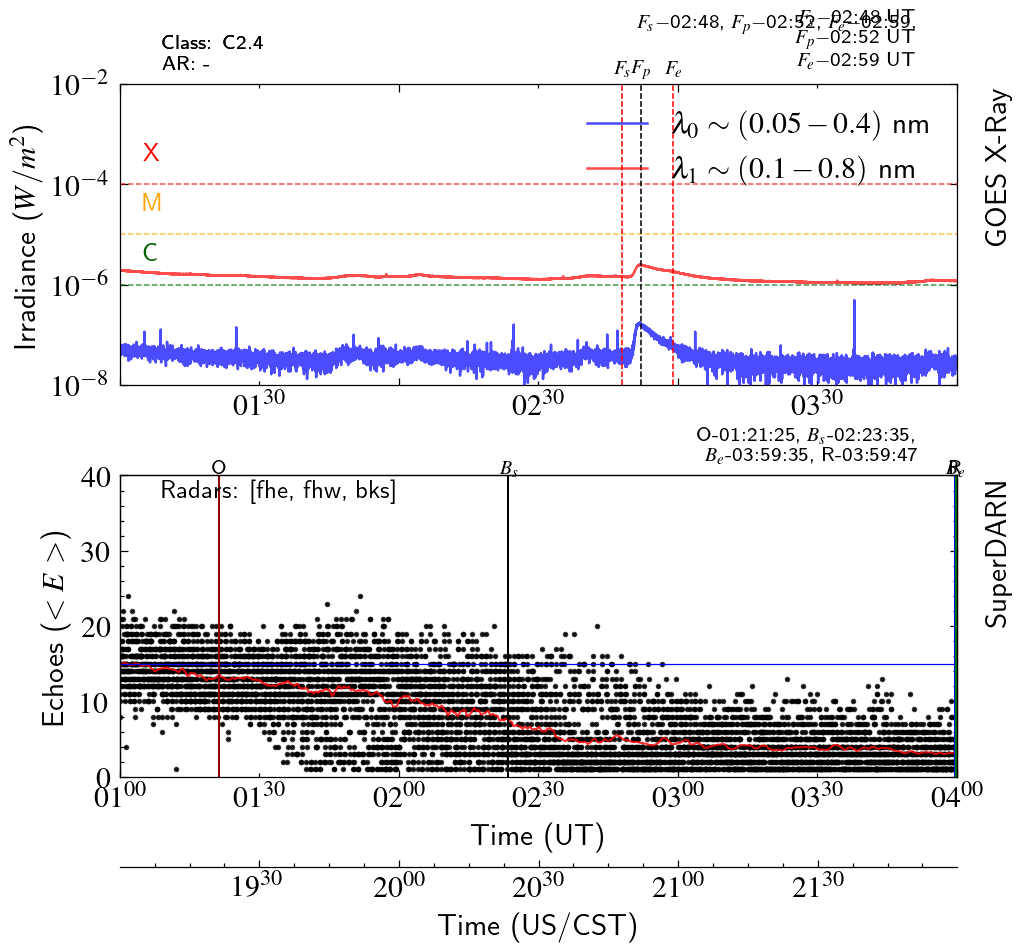 F_s−02:48, F_p−02:52, F_e−02:59
F_s−02:48 UT
F_p−02:52 UT
F_e−02:59 UT
Class: C2.4
AR: -
F_s F_p F_e
λ_0 ∼ (0.05 − 0.4) nm
λ_1 ∼ (0.1 − 0.8) nm
X
M
C
10^−2
10^−4
10^−6
10^−8
Irradiance (W/m^2)
GOES X-Ray
01^30 02^30 03^30
O-01:21:25, B_s-02:23:35,
B_e-03:59:35, R-03:59:47
O B_s B_e R
Radars: [fhe, fhw, bks]
40
30
20
10
0
Echoes (< E >)
SuperDARN
01^00 01^30 02^00 02^30 03^00 03^30 04^00
Time (UT)
19^30 20^00 20^30 21^00 21^30
Time (US/CST)